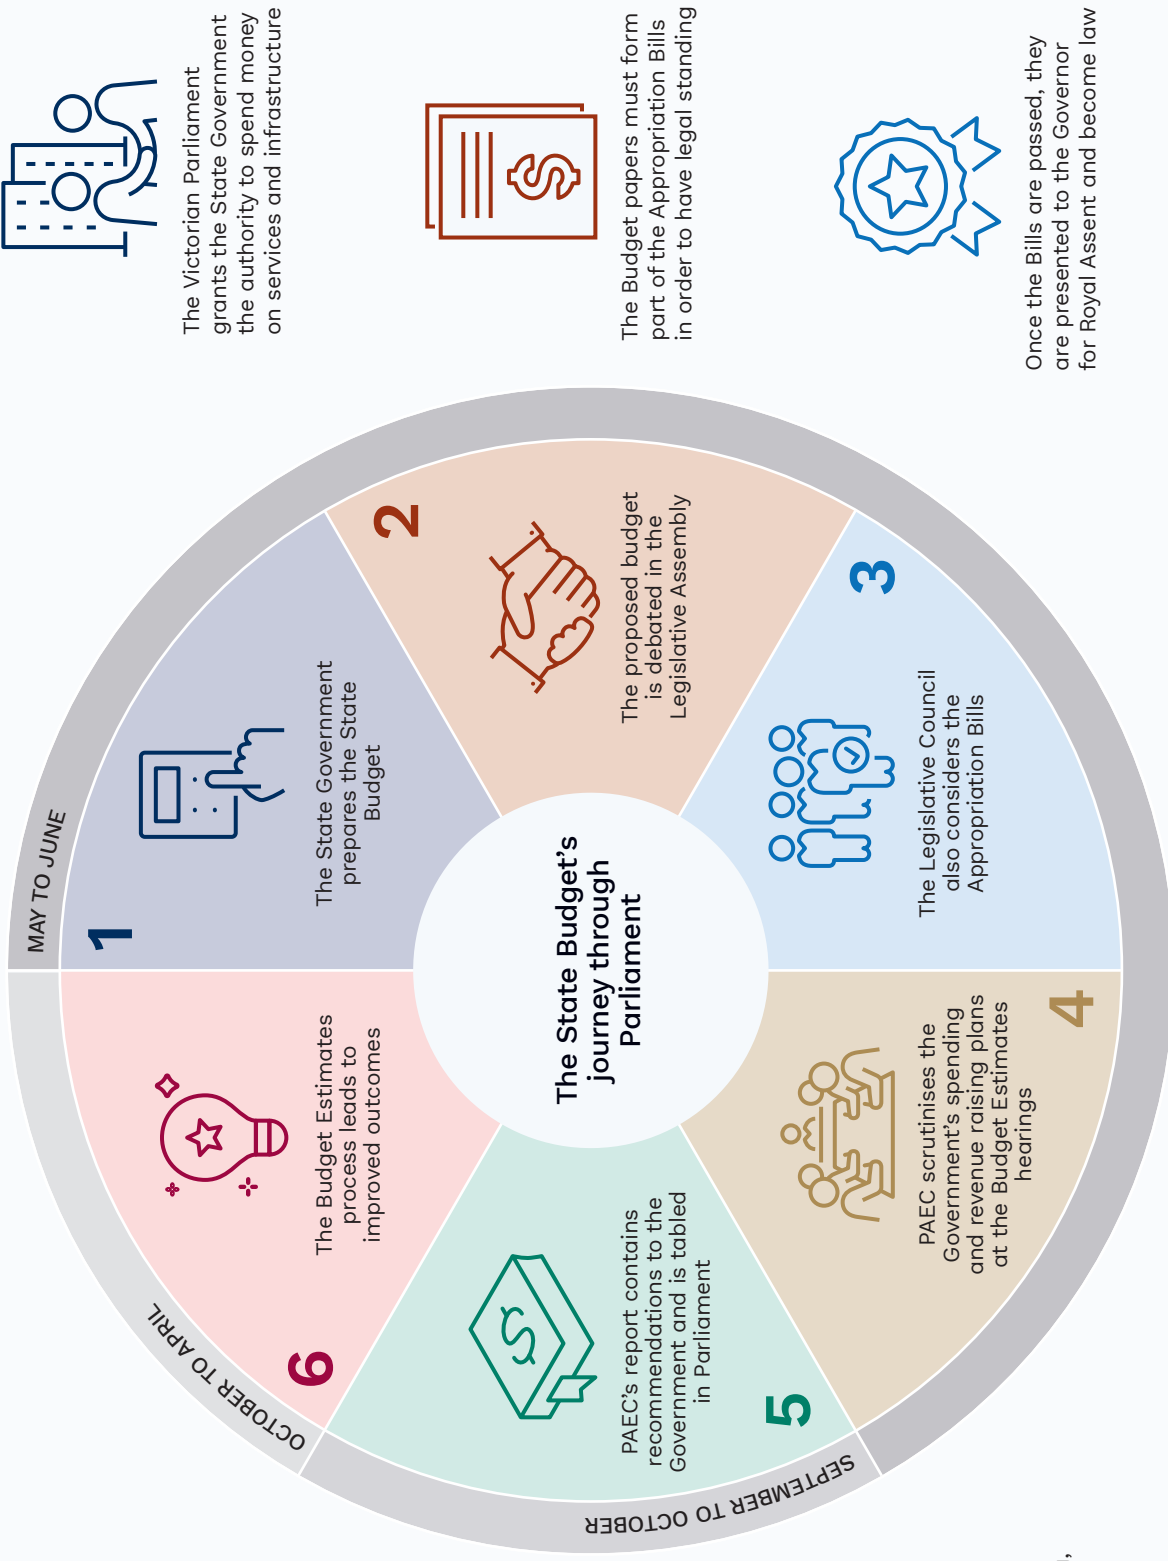 The State Budget's
journey through
Parliament
MAY TO JUNE
1
The State Government
prepares the State
Budget
2
The proposed budget
is debated in the
Legislative Assembly
3
The Legislative Council
also considers the
Appropriation Bills
4
PAEC scrutinises the
Government's spending
and revenue raising plans
at the Budget Estimates
hearings
SEPTEMBER TO OCTOBER
5
PAEC's report contains
recommendations to the
Government and is tabled
in Parliament
OCTOBER TO APRIL
6
The Budget Estimates
process leads to
improved outcomes
The Victorian Parliament
grants the State Government
the authority to spend money
on services and infrastructure
The Budget papers must form
part of the Appropriation Bills
in order to have legal standing
Once the Bills are passed, they
are presented to the Governor
for Royal Assent and become law